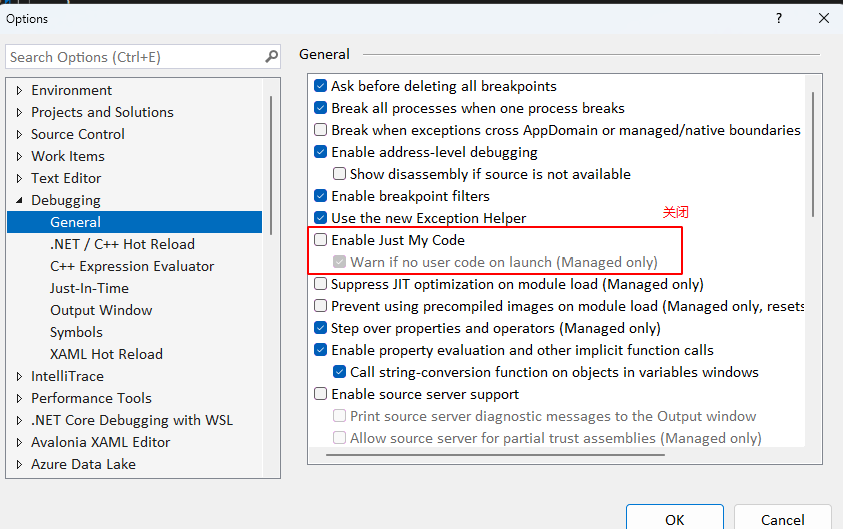 Options
?
Search Options (Ctrl+E)
Environment
Projects and Solutions
Source Control
Work Items
Text Editor
Debugging
General
.NET / C++ Hot Reload
C++ Expression Evaluator
Just-In-Time
Output Window
Symbols
XAML Hot Reload
IntelliTrace
Performance Tools
.NET Core Debugging with WSL
Avalonia XAML Editor
Azure Data Lake
General
Ask before deleting all breakpoints
Break all processes when one process breaks
Break when exceptions cross AppDomain or managed/native boundaries
Enable address-level debugging
Show disassembly if source is not available
Enable breakpoint filters
Use the new Exception Helper
关闭
Enable Just My Code
Warn if no user code on launch (Managed only)
Suppress JIT optimization on module load (Managed only)
Prevent using precompiled images on module load (Managed only, resets
Step over properties and operators (Managed only)
Enable property evaluation and other implicit function calls
Call string-conversion function on objects in variables windows
Enable source server support
Print source server diagnostic messages to the Output window
Allow source server for partial trust assemblies (Managed only)
OK
Cancel